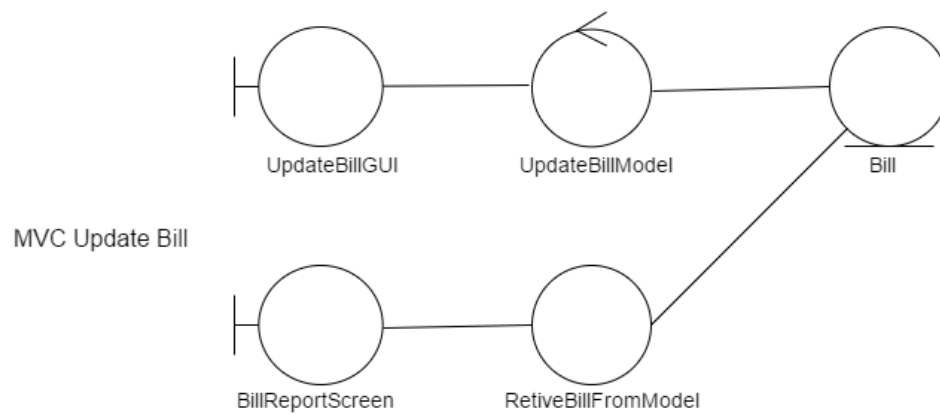 UpdateBillGUI
UpdateBillModel
Bill
MVC Update Bill
BillReportScreen
RetiveBillFromModel